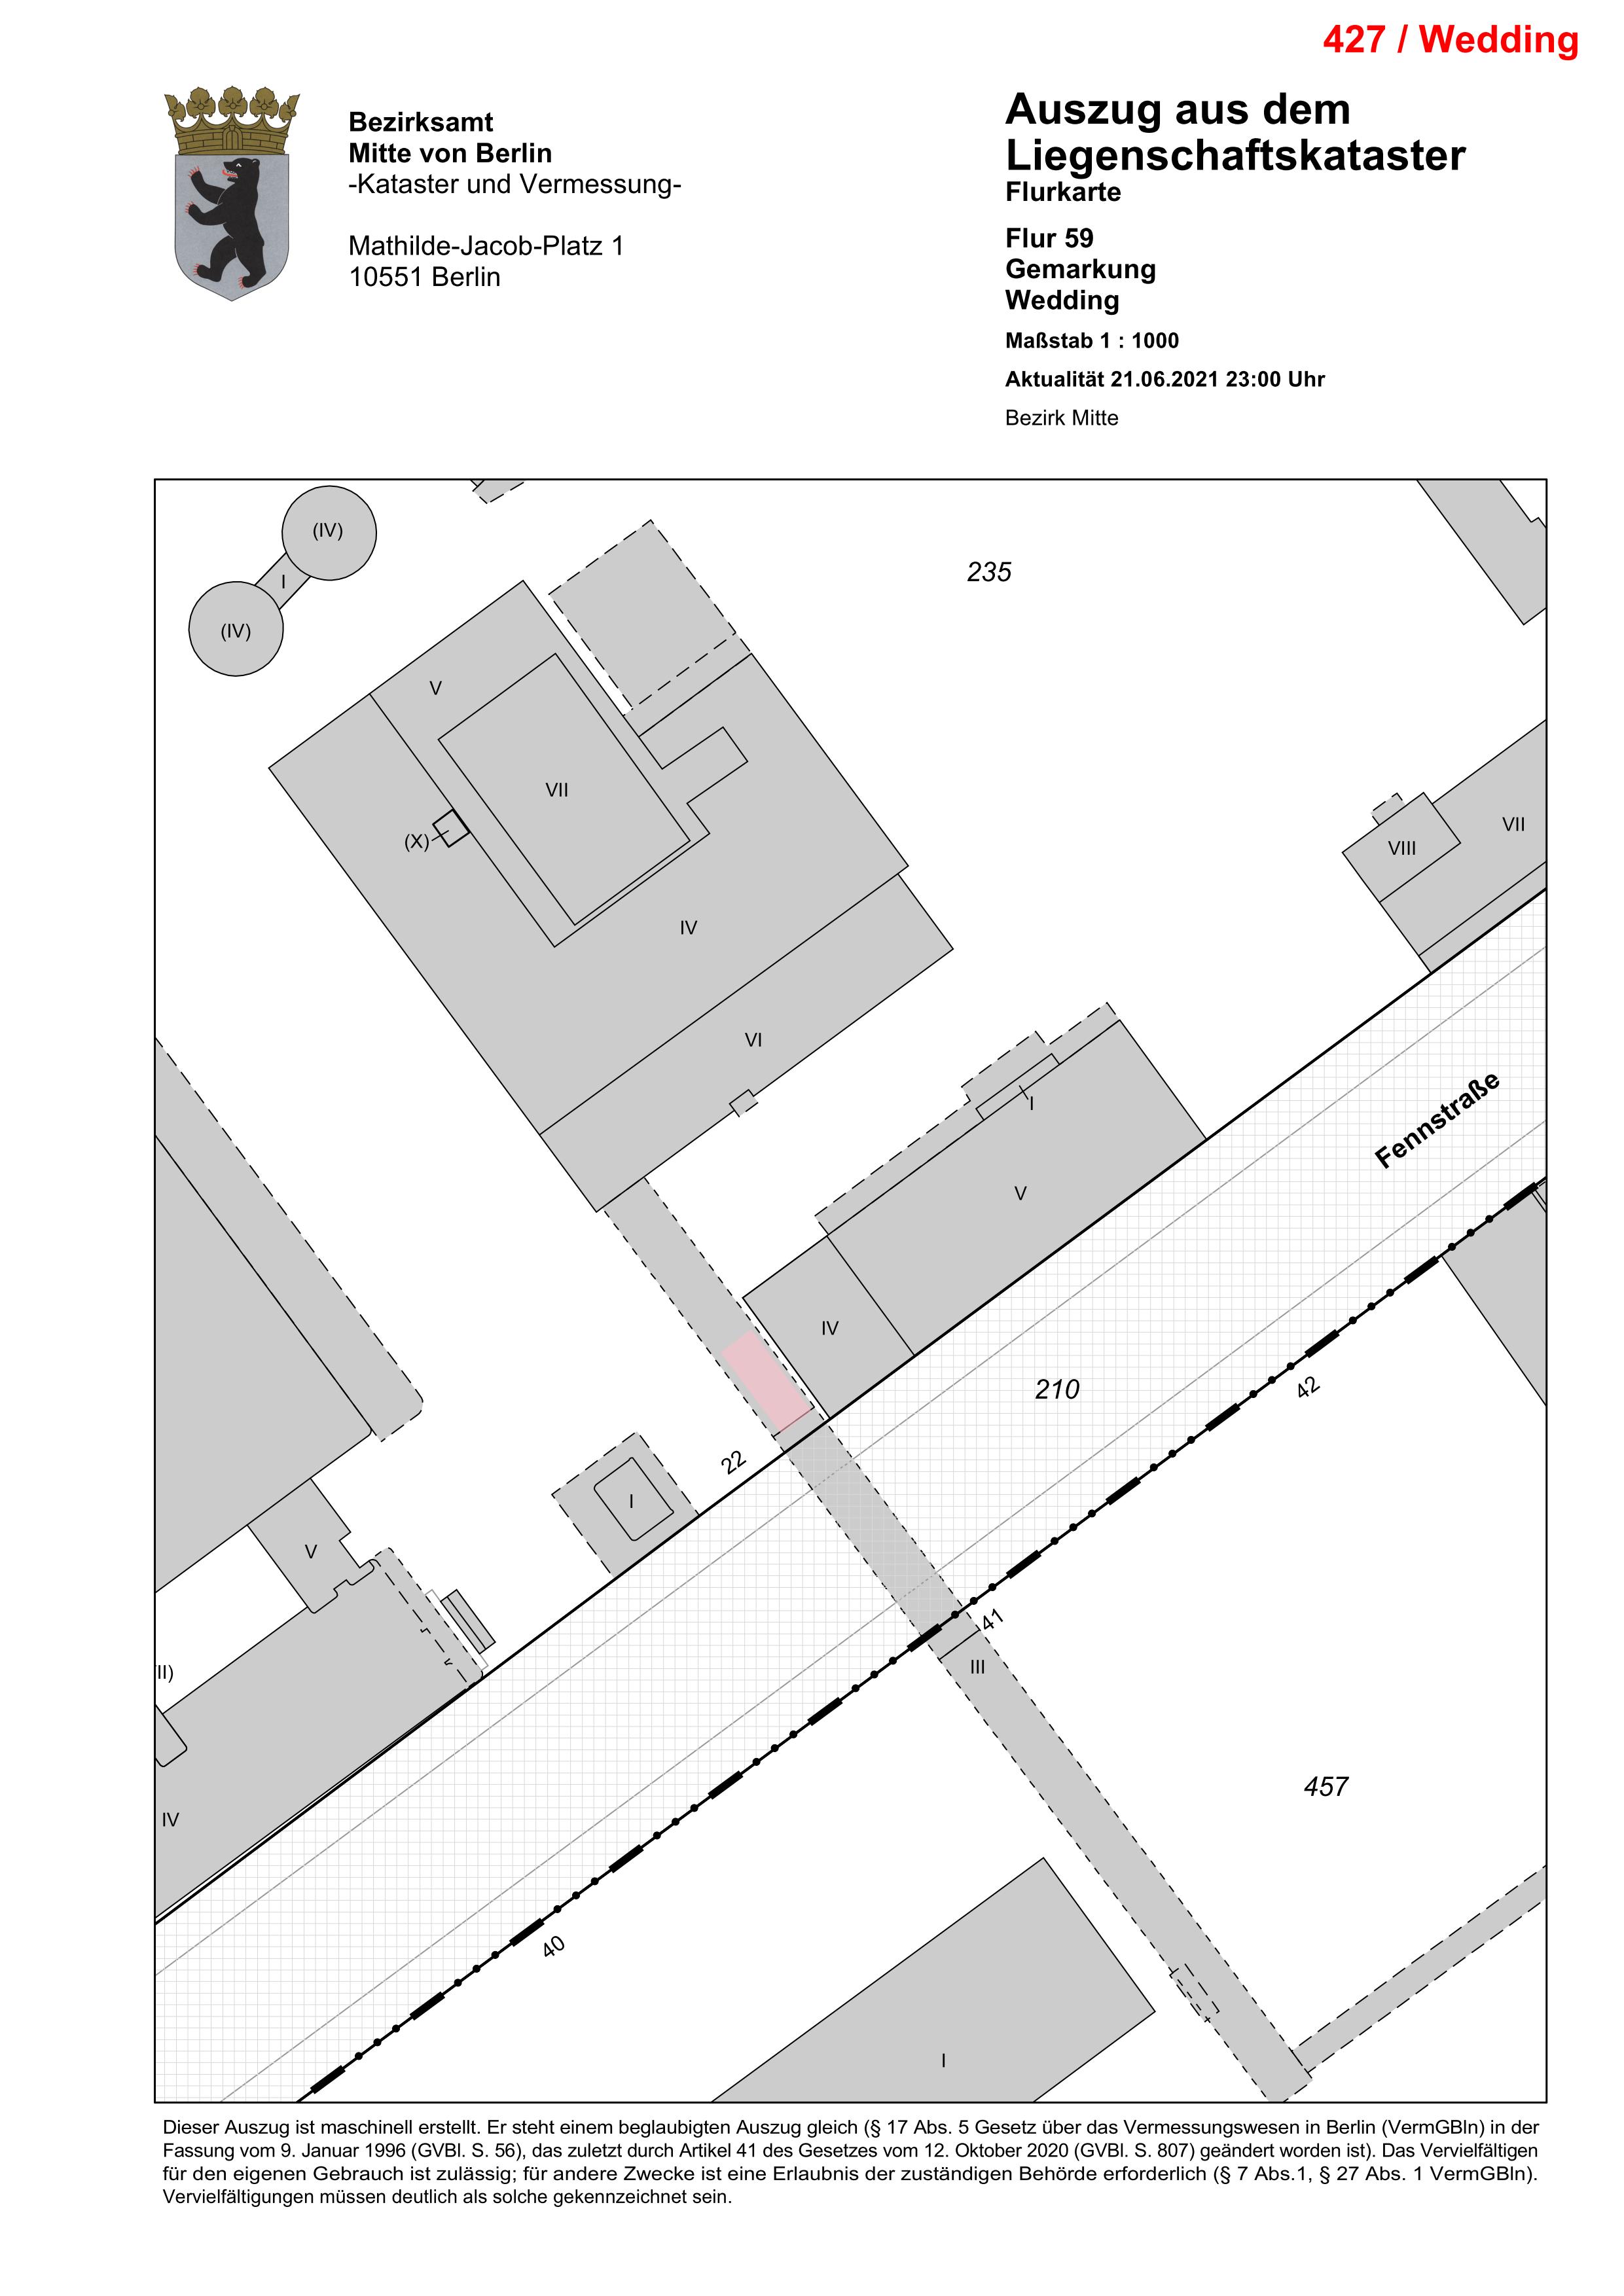 427 / Wedding
Bezirksamt
Mitte von Berlin
-Kataster und Vermessung-
Mathilde-Jacob-Platz 1
10551 Berlin
Auszug aus dem
Liegenschaftskataster
Flurkarte
Flur 59
Gemarkung
Wedding
Maßstab 1 : 1000
Aktualität 21.06.2021 23:00 Uhr
Bezirk Mitte
(IV)
I
(IV)
235
V
VII
(X)
IV
VI
VIII
VII
I
V
Fennstraße
IV
210
42
22
I
V
41
III
II)
IV
457
40
I
Dieser Auszug ist maschinell erstellt. Er steht einem beglaubigten Auszug gleich (§ 17 Abs. 5 Gesetz über das Vermessungswesen in Berlin (VermGBln) in der
Fassung vom 9. Januar 1996 (GVBl. S. 56), das zuletzt durch Artikel 41 des Gesetzes vom 12. Oktober 2020 (GVBl. S. 807) geändert worden ist). Das Vervielfältigen
für den eigenen Gebrauch ist zulässig; für andere Zwecke ist eine Erlaubnis der zuständigen Behörde erforderlich (§ 7 Abs.1, § 27 Abs. 1 VermGBln).
Vervielfältigungen müssen deutlich als solche gekennzeichnet sein.